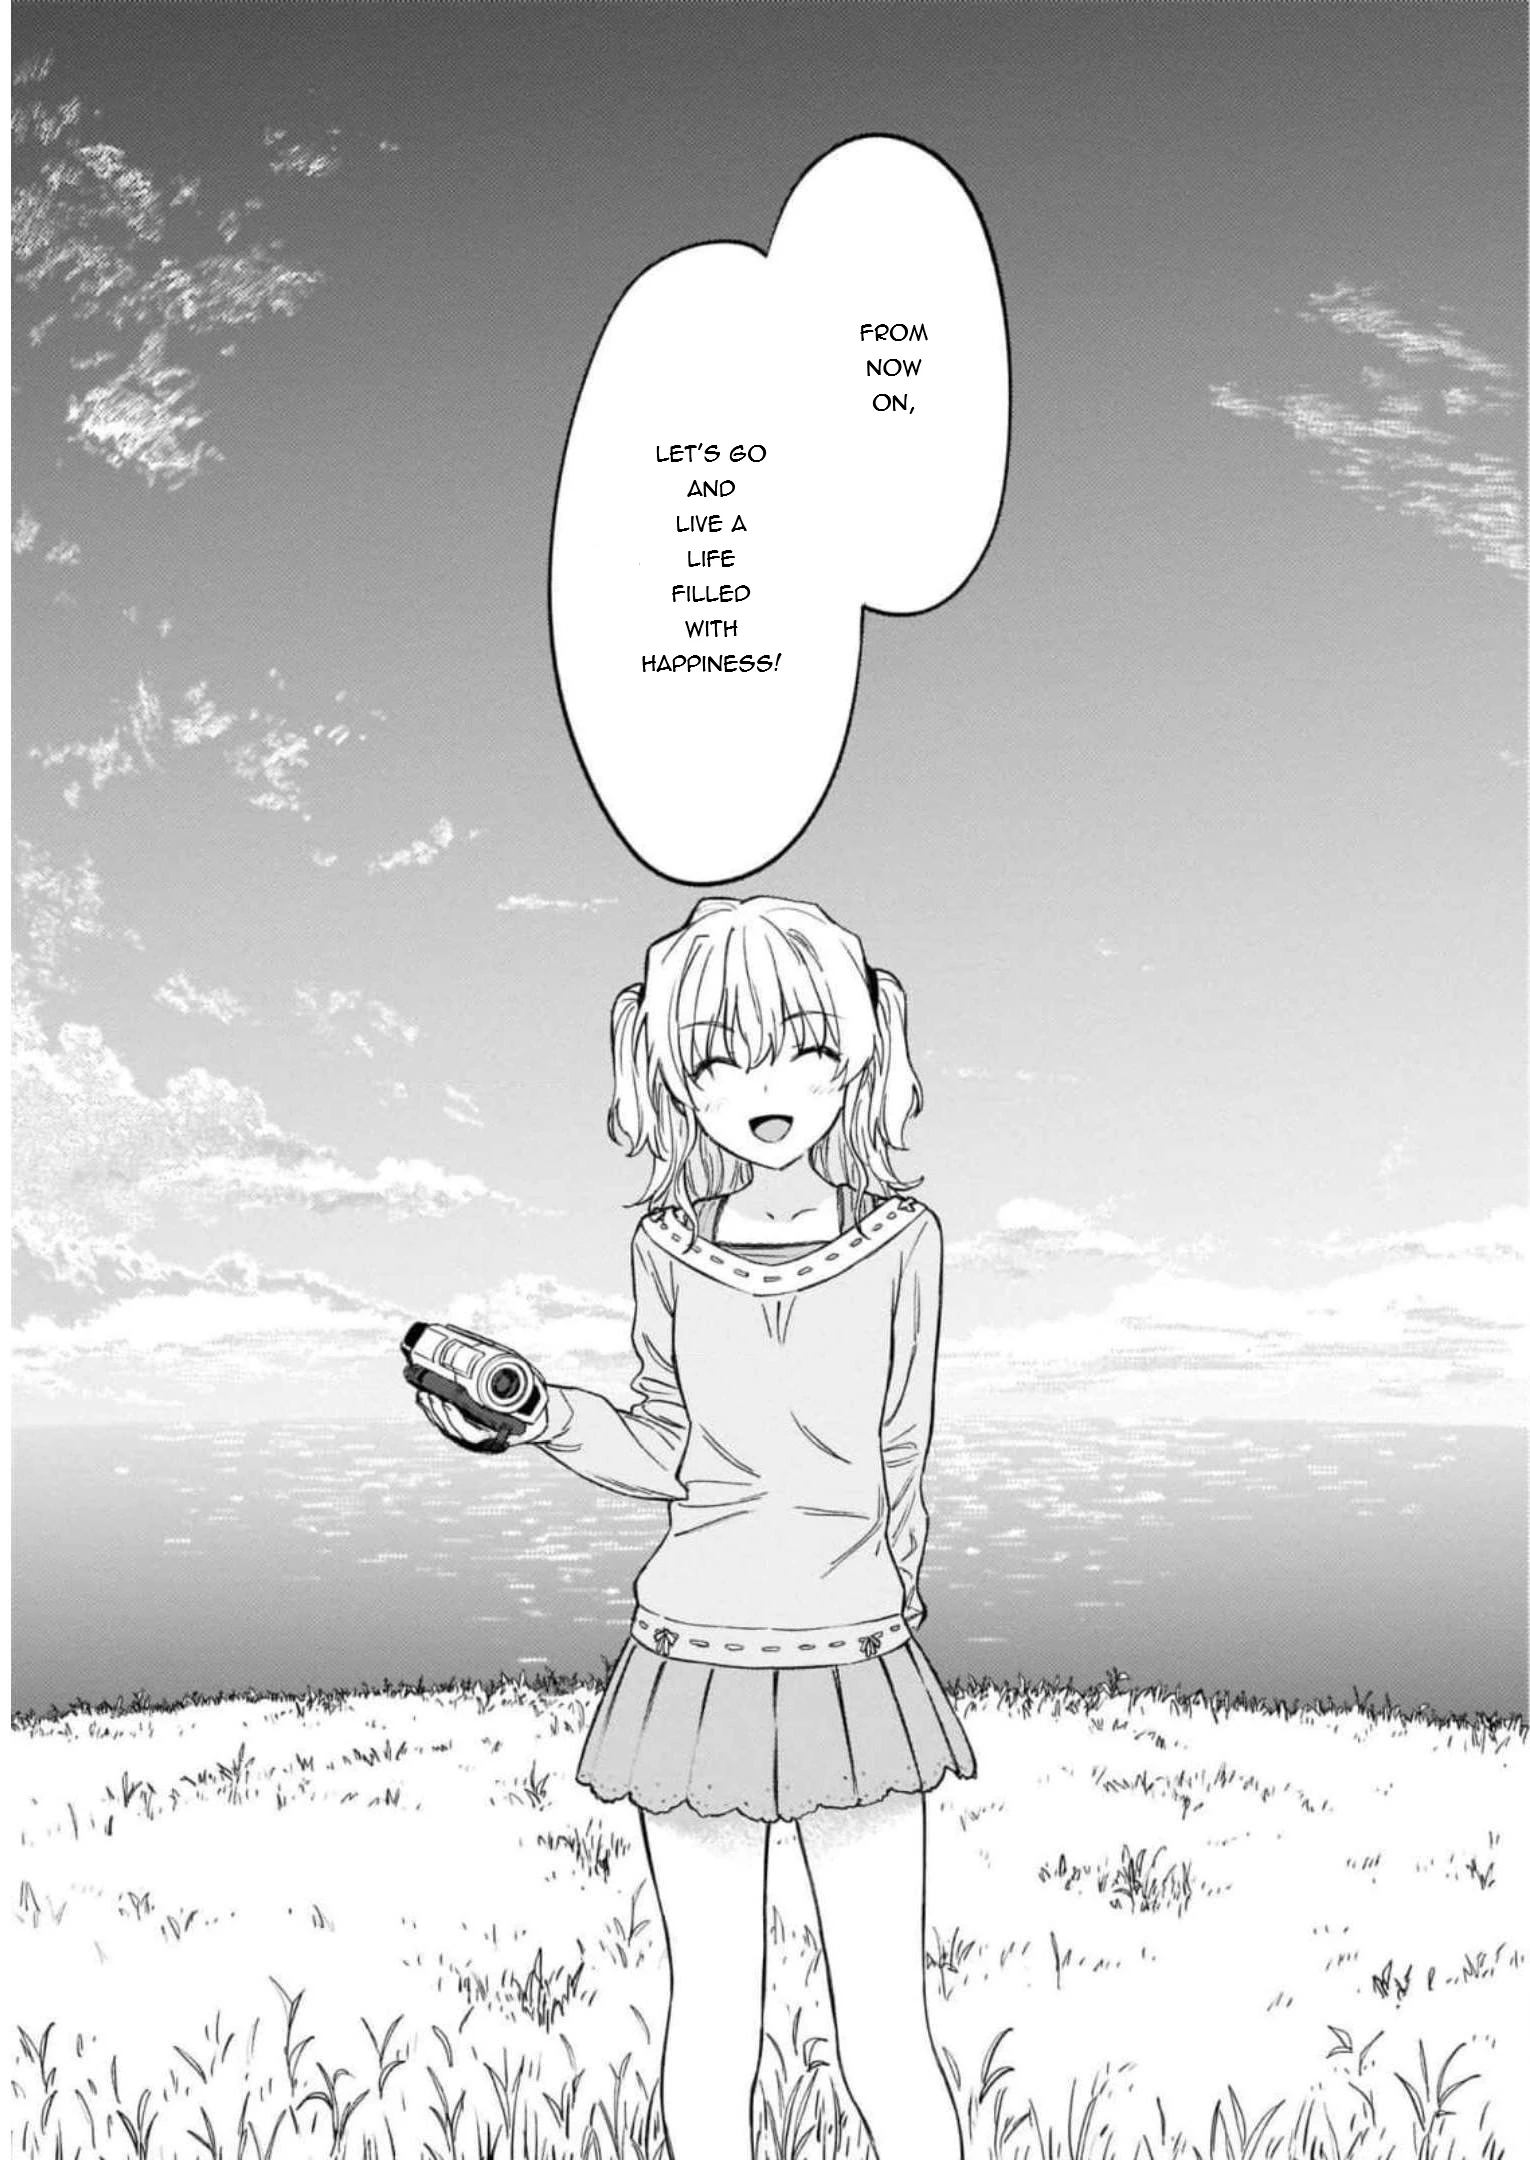 FROM
NOW
ON,
LET'S GO
AND
LIVE A
LIFE
FILLED
WITH
HAPPINESS!